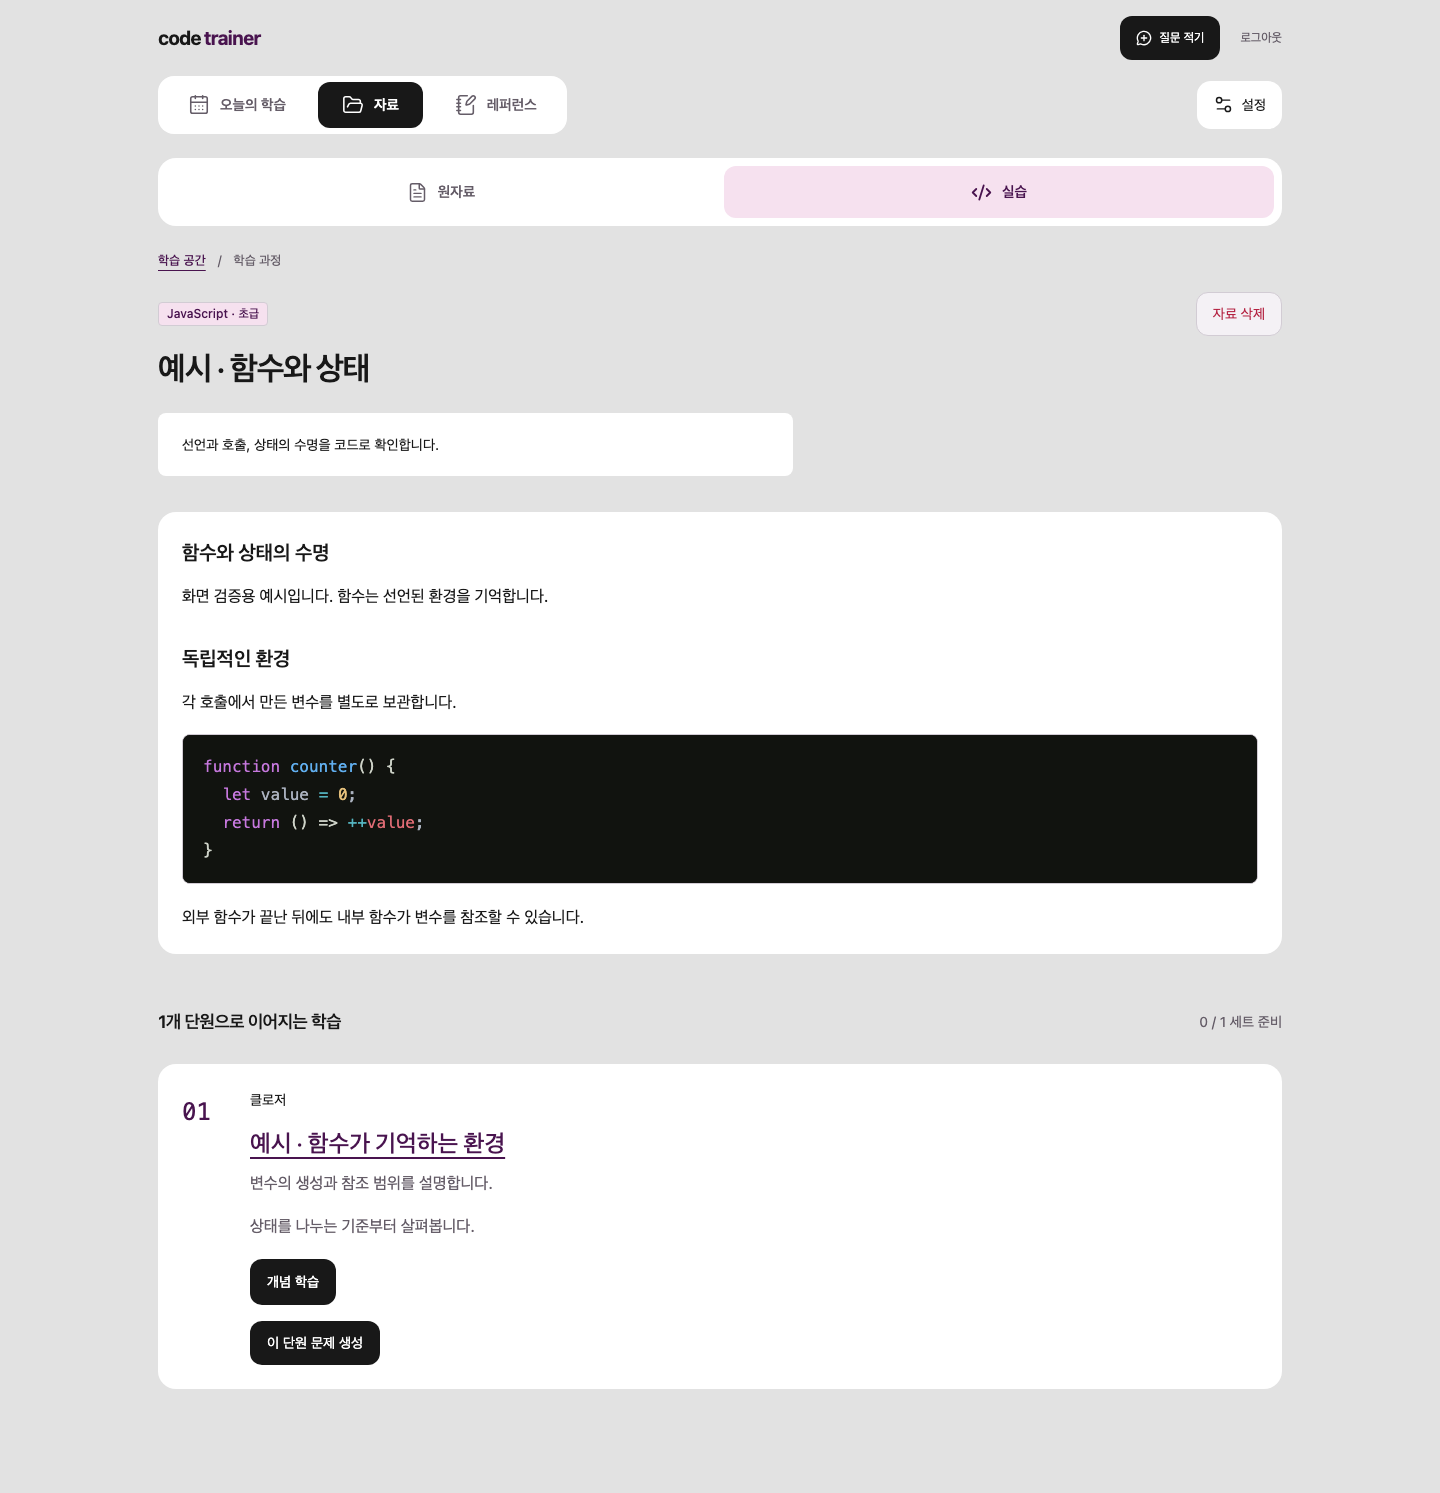 code trainer
질문 적기
로그아웃
오늘의 학습
자료
레퍼런스
설정
원자료
실습
학습 공간 / 학습 과정
JavaScript · 초급
자료 삭제
예시 · 함수와 상태
선언과 호출, 상태의 수명을 코드로 확인합니다.
함수와 상태의 수명
화면 검증용 예시입니다. 함수는 선언된 환경을 기억합니다.
독립적인 환경
각 호출에서 만든 변수를 별도로 보관합니다.
function counter() {
  let value = 0;
  return () => ++value;
}
외부 함수가 끝난 뒤에도 내부 함수가 변수를 참조할 수 있습니다.
1개 단원으로 이어지는 학습
0 / 1 세트 준비
01
클로저
예시 · 함수가 기억하는 환경
변수의 생성과 참조 범위를 설명합니다.
상태를 나누는 기준부터 살펴봅니다.
개념 학습
이 단원 문제 생성